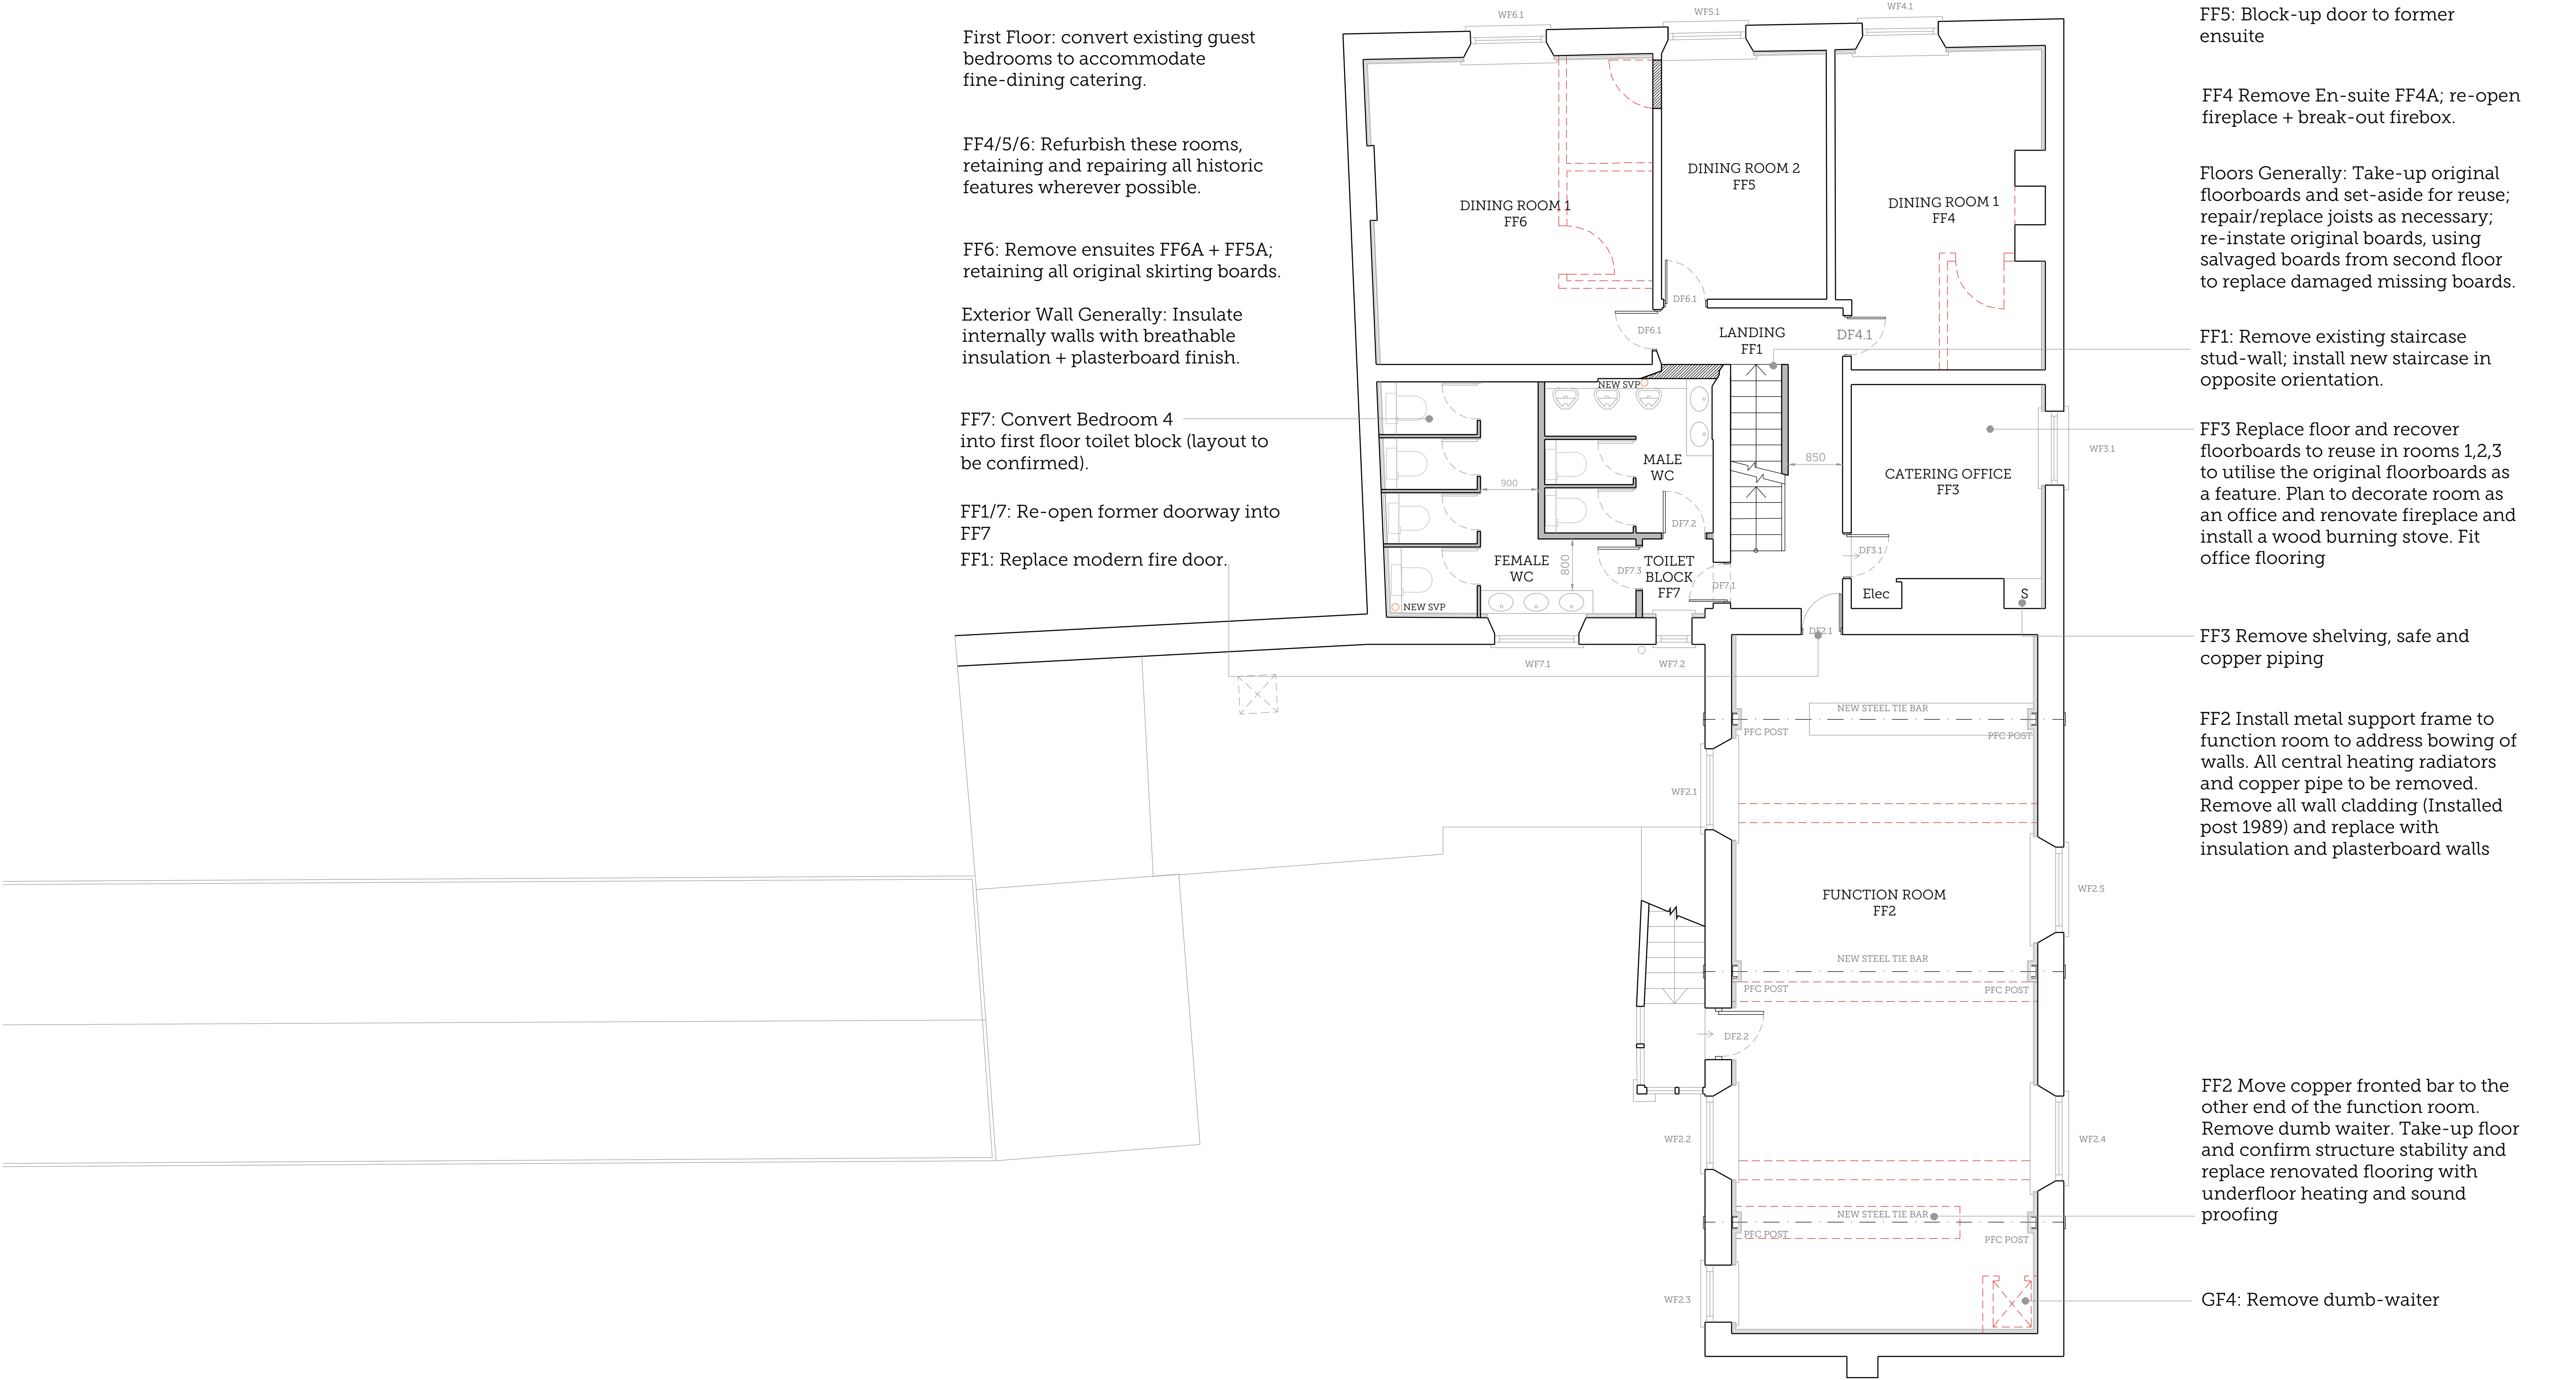 First Floor: convert existing guest
bedrooms to accommodate
fine-dining catering.
FF4/5/6: Refurbish these rooms,
retaining and repairing all historic
features wherever possible.
FF6: Remove ensuites FF6A + FF5A;
retaining all original skirting boards.
Exterior Wall Generally: Insulate
internally walls with breathable
insulation + plasterboard finish.
FF7: Convert Bedroom 4
into first floor toilet block (layout to
be confirmed).
FF1/7: Re-open former doorway into
FF7
FF1: Replace modern fire door.
WF6.1
WF5.1
WF4.1
DINING ROOM 1
FF6
DINING ROOM 2
FF5
DINING ROOM 1
FF4
DF6.1
DF6.1
LANDING
FF1
DF4.1
NEW SVP
MALE
WC
900
850
CATERING OFFICE
FF3
WF3.1
DF7.2
FEMALE
WC
800
DF7.3
TOILET
BLOCK
FF7
DF7.1
DF3.1
Elec
S
NEW SVP
DF2.1
WF7.1
WF7.2
NEW STEEL TIE BAR
PFC POST
PFC POST
WF2.1
FUNCTION ROOM
FF2
WF2.5
NEW STEEL TIE BAR
PFC POST
PFC POST
DF2.2
WF2.2
WF2.4
NEW STEEL TIE BAR
PFC POST
PFC POST
WF2.3
FF5: Block-up door to former
ensuite
FF4 Remove En-suite FF4A; re-open
fireplace + break-out firebox.
Floors Generally: Take-up original
floorboards and set-aside for reuse;
repair/replace joists as necessary;
re-instate original boards, using
salvaged boards from second floor
to replace damaged missing boards.
FF1: Remove existing staircase
stud-wall; install new staircase in
opposite orientation.
FF3 Replace floor and recover
floorboards to reuse in rooms 1,2,3
to utilise the original floorboards as
a feature. Plan to decorate room as
an office and renovate fireplace and
install a wood burning stove. Fit
office flooring
FF3 Remove shelving, safe and
copper piping
FF2 Install metal support frame to
function room to address bowing of
walls. All central heating radiators
and copper pipe to be removed.
Remove all wall cladding (Installed
post 1989) and replace with
insulation and plasterboard walls
FF2 Move copper fronted bar to the
other end of the function room.
Remove dumb waiter. Take-up floor
and confirm structure stability and
replace renovated flooring with
underfloor heating and sound
proofing
GF4: Remove dumb-waiter